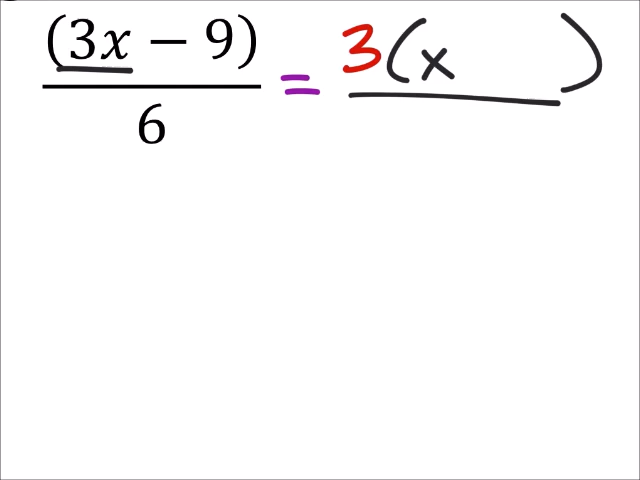 (3x − 9) = 3(x )
6